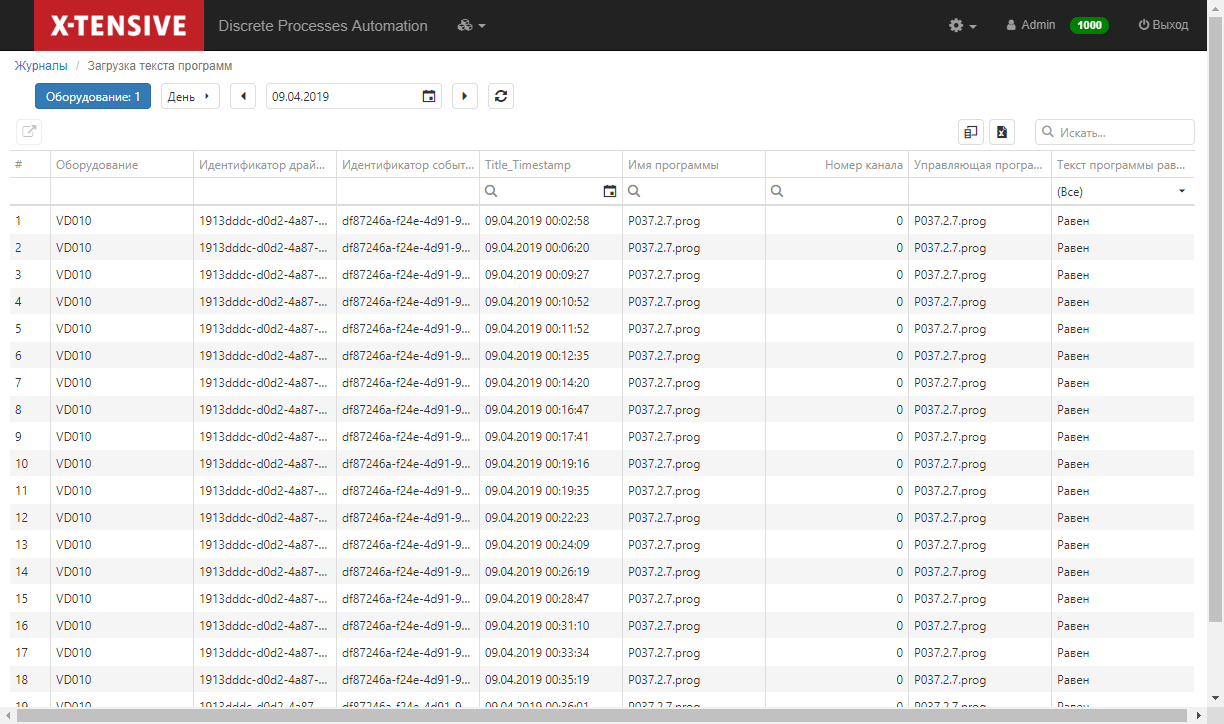 X-TENSIVE Discrete Processes Automation Admin 1000 Выход
Журналы / Загрузка текста программ
Оборудование: 1 День 09.04.2019
Искать...
# Оборудование Идентификатор драй... Идентификатор событ... Title_Timestamp Имя программы Номер канала Управляющая програ... Текст программы рав...
(Все)
1 VD010 1913dddc-d0d2-4a87-... df87246a-f24e-4d91-9... 09.04.2019 00:02:58 P037.2.7.prog 0 P037.2.7.prog Равен
2 VD010 1913dddc-d0d2-4a87-... df87246a-f24e-4d91-9... 09.04.2019 00:06:20 P037.2.7.prog 0 P037.2.7.prog Равен
3 VD010 1913dddc-d0d2-4a87-... df87246a-f24e-4d91-9... 09.04.2019 00:09:27 P037.2.7.prog 0 P037.2.7.prog Равен
4 VD010 1913dddc-d0d2-4a87-... df87246a-f24e-4d91-9... 09.04.2019 00:10:52 P037.2.7.prog 0 P037.2.7.prog Равен
5 VD010 1913dddc-d0d2-4a87-... df87246a-f24e-4d91-9... 09.04.2019 00:11:52 P037.2.7.prog 0 P037.2.7.prog Равен
6 VD010 1913dddc-d0d2-4a87-... df87246a-f24e-4d91-9... 09.04.2019 00:12:35 P037.2.7.prog 0 P037.2.7.prog Равен
7 VD010 1913dddc-d0d2-4a87-... df87246a-f24e-4d91-9... 09.04.2019 00:14:20 P037.2.7.prog 0 P037.2.7.prog Равен
8 VD010 1913dddc-d0d2-4a87-... df87246a-f24e-4d91-9... 09.04.2019 00:16:47 P037.2.7.prog 0 P037.2.7.prog Равен
9 VD010 1913dddc-d0d2-4a87-... df87246a-f24e-4d91-9... 09.04.2019 00:17:41 P037.2.7.prog 0 P037.2.7.prog Равен
10 VD010 1913dddc-d0d2-4a87-... df87246a-f24e-4d91-9... 09.04.2019 00:19:16 P037.2.7.prog 0 P037.2.7.prog Равен
11 VD010 1913dddc-d0d2-4a87-... df87246a-f24e-4d91-9... 09.04.2019 00:19:35 P037.2.7.prog 0 P037.2.7.prog Равен
12 VD010 1913dddc-d0d2-4a87-... df87246a-f24e-4d91-9... 09.04.2019 00:22:23 P037.2.7.prog 0 P037.2.7.prog Равен
13 VD010 1913dddc-d0d2-4a87-... df87246a-f24e-4d91-9... 09.04.2019 00:24:09 P037.2.7.prog 0 P037.2.7.prog Равен
14 VD010 1913dddc-d0d2-4a87-... df87246a-f24e-4d91-9... 09.04.2019 00:26:19 P037.2.7.prog 0 P037.2.7.prog Равен
15 VD010 1913dddc-d0d2-4a87-... df87246a-f24e-4d91-9... 09.04.2019 00:28:47 P037.2.7.prog 0 P037.2.7.prog Равен
16 VD010 1913dddc-d0d2-4a87-... df87246a-f24e-4d91-9... 09.04.2019 00:31:10 P037.2.7.prog 0 P037.2.7.prog Равен
17 VD010 1913dddc-d0d2-4a87-... df87246a-f24e-4d91-9... 09.04.2019 00:33:34 P037.2.7.prog 0 P037.2.7.prog Равен
18 VD010 1913dddc-d0d2-4a87-... df87246a-f24e-4d91-9... 09.04.2019 00:35:19 P037.2.7.prog 0 P037.2.7.prog Равен